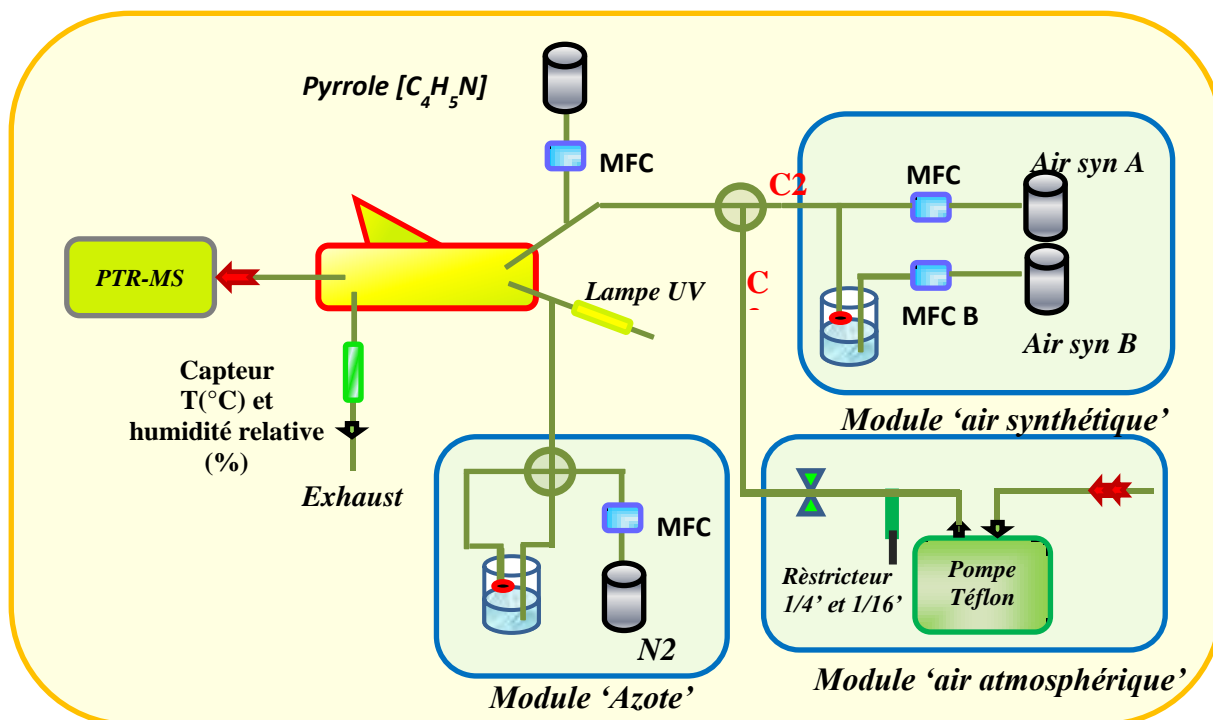 Pyrrole [C4H5N]
MFC
C2
MFC
Air syn A
PTR-MS
C
Lampe UV
MFC B
Air syn B
Capteur
T(°C) et
humidité relative
(%)
Module ‘air synthétique’
Exhaust
MFC
N2
Module ‘Azote’
Rèstricteur
1/4’ et 1/16’
Pompe
Téflon
Module ‘air atmosphérique’